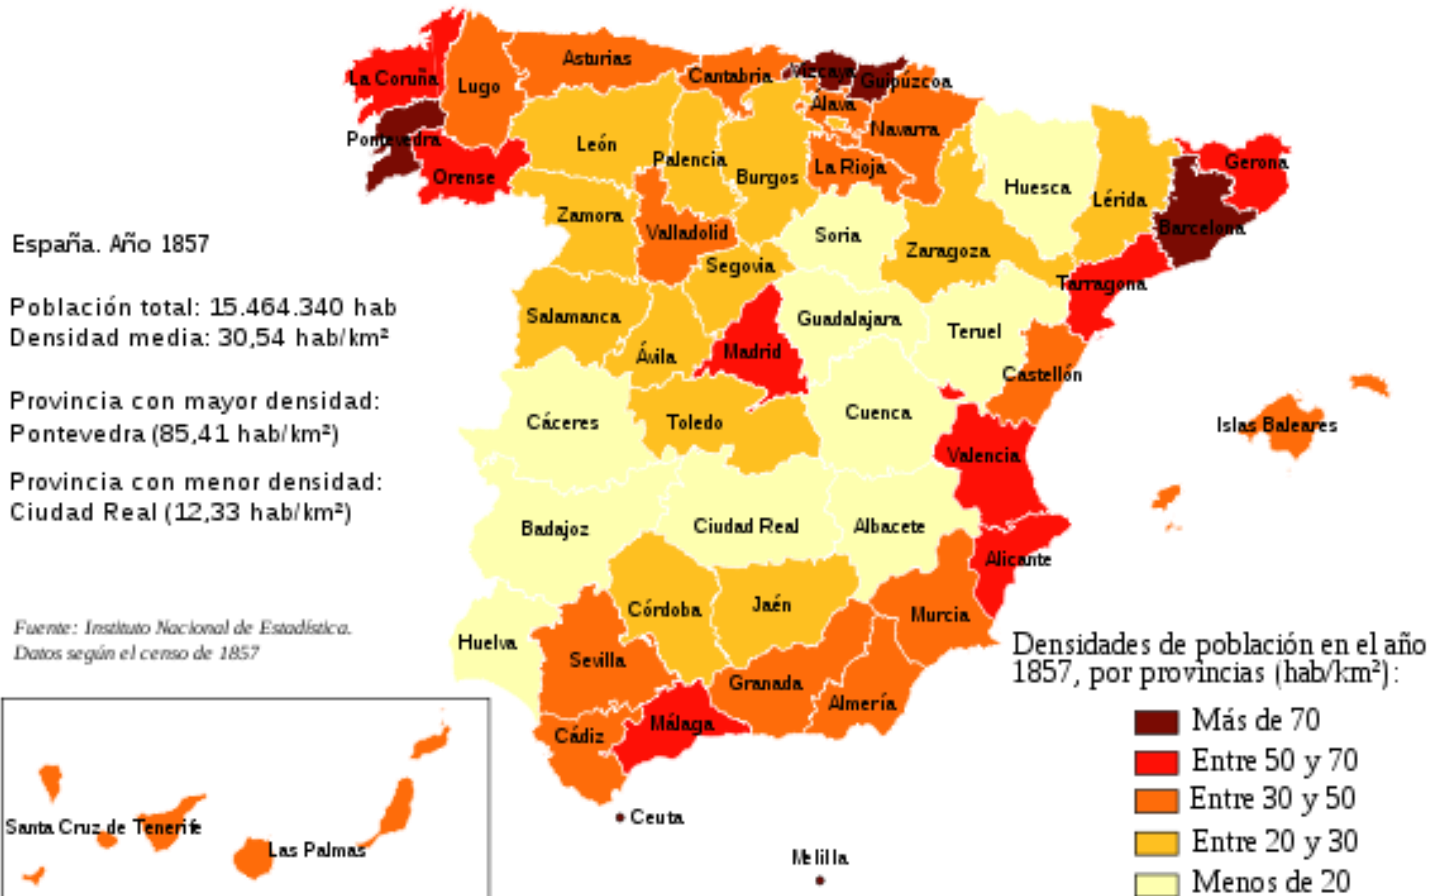 Asturias
Cantabria
Vizcaya
Guipúzcoa
La Coruña
Lugo
Álava
Navarra
Pontevedra
León
Palencia
Burgos
La Rioja
Orense
Huesca
Lérida
Gerona
Zamora
Valladolid
Soria
Zaragoza
Barcelona
España. Año 1857
Segovia
Tarragona
Población total: 15.464.340 hab
Densidad media: 30,54 hab/km²
Salamanca
Ávila
Madrid
Guadalajara
Teruel
Castellón
Provincia con mayor densidad:
Pontevedra (85,41 hab/km²)
Cáceres
Toledo
Cuenca
Islas Baleares
Valencia
Provincia con menor densidad:
Ciudad Real (12,33 hab/km²)
Badajoz
Ciudad Real
Albacete
Alicante
Córdoba
Jaén
Murcia
Fuente: Instituto Nacional de Estadística.
Datos según el censo de 1857
Huelva
Sevilla
Granada
Almería
Málaga
Cádiz
Ceuta
Melilla
Santa Cruz de Tenerife
Las Palmas
Densidades de población en el año
1857, por provincias (hab/km²):
Más de 70
Entre 50 y 70
Entre 30 y 50
Entre 20 y 30
Menos de 20